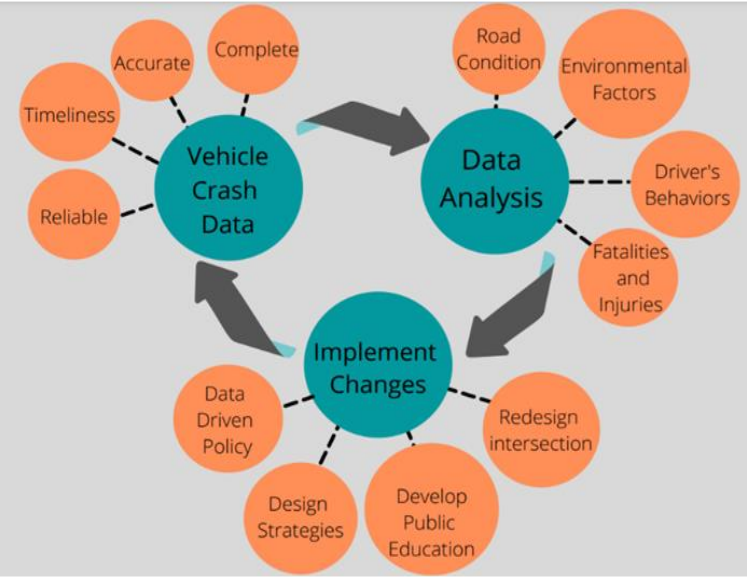 Complete
Accurate
Timeliness
Reliable
Vehicle
Crash
Data
Road
Condition
Environmental
Factors
Driver's
Behaviors
Fatalities
and
Injuries
Data
Analysis
Implement
Changes
Data
Driven
Policy
Design
Strategies
Develop
Public
Education
Redesign
intersection